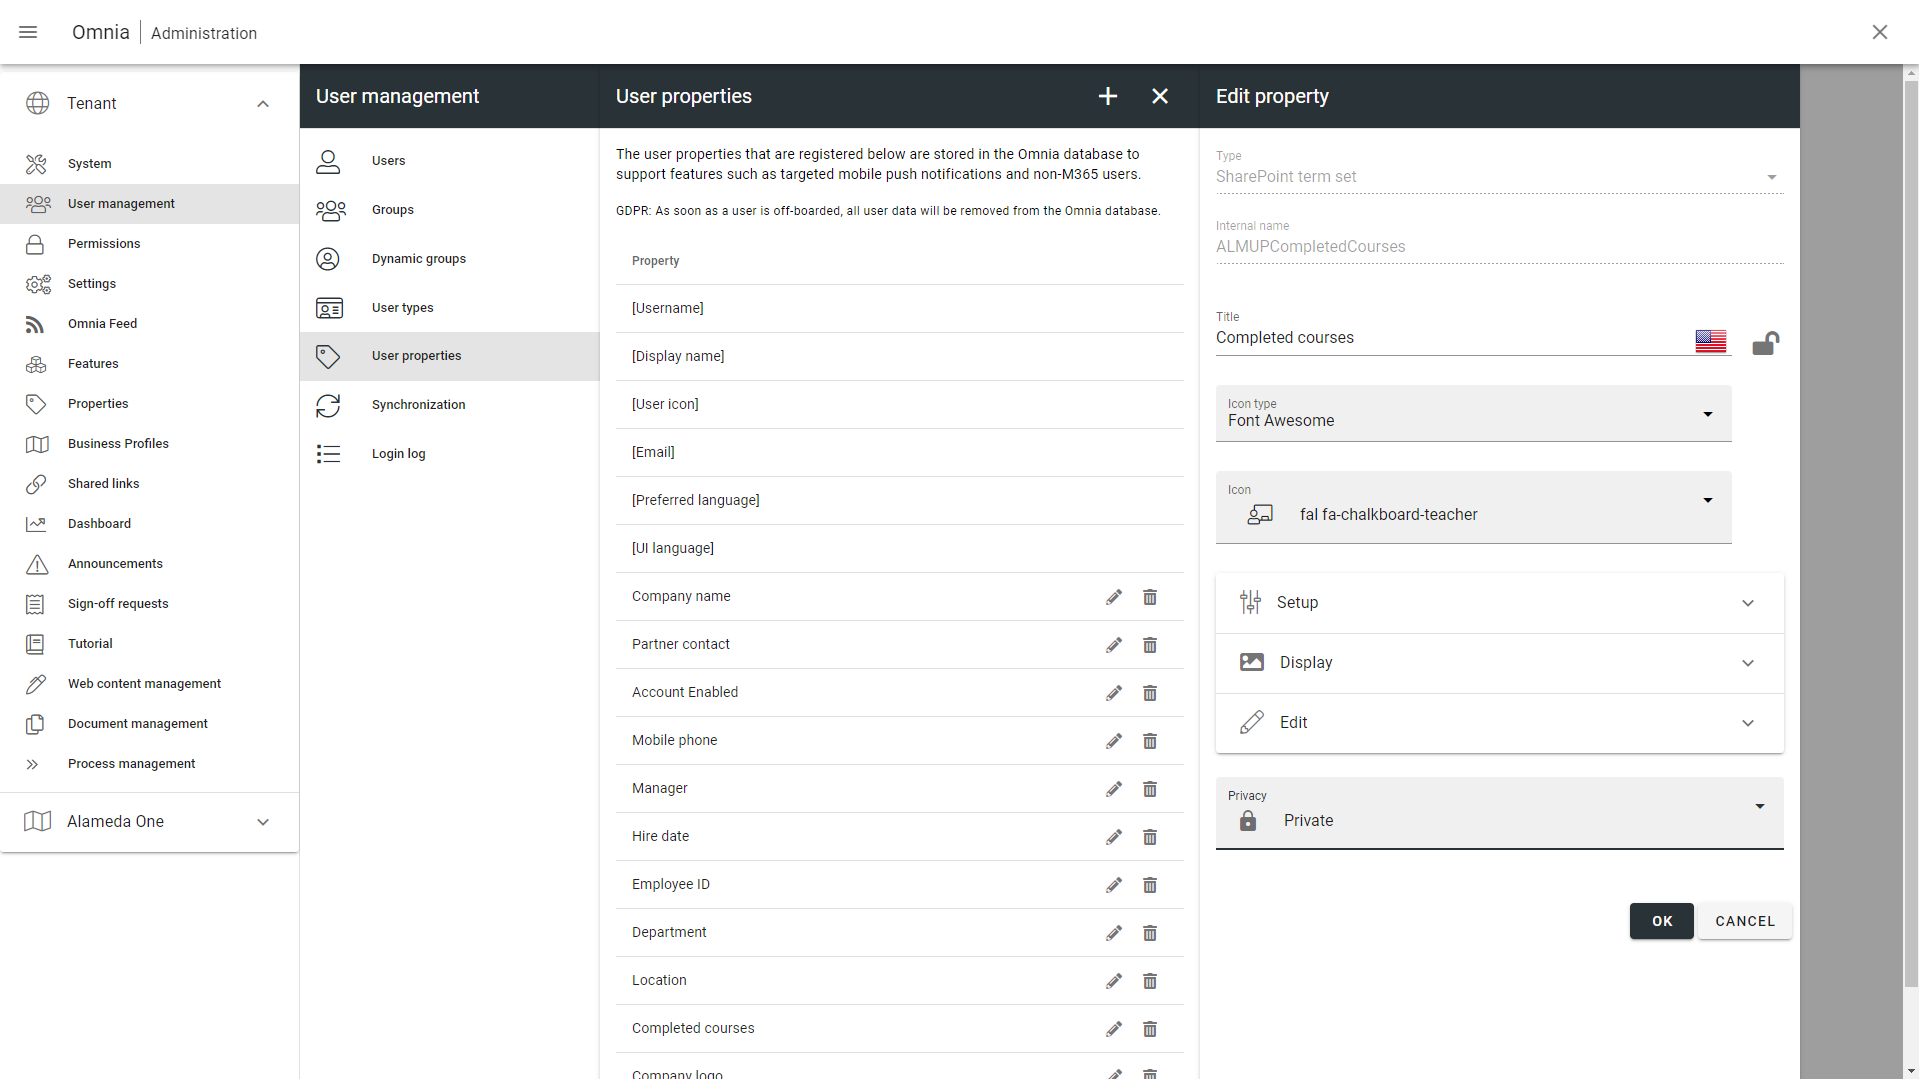 Omnia
Administration
Tenant
System
User management
Permissions
Settings
Omnia Feed
Features
Properties
Business Profiles
Shared links
Dashboard
Announcements
Sign-off requests
Tutorial
Web content management
Document management
Process management
Alameda One
User management
Users
Groups
Dynamic groups
User types
User properties
Synchronization
Login log
User properties
The user properties that are registered below are stored in the Omnia database to
support features such as targeted mobile push notifications and non-M365 users.
GDPR: As soon as a user is off-boarded, all user data will be removed from the Omnia database.
Property
[Username]
[Display name]
[User icon]
[Email]
[Preferred language]
[UI language]
Company name
Partner contact
Account Enabled
Mobile phone
Manager
Hire date
Employee ID
Department
Location
Completed courses
Company logo
Edit property
Type
SharePoint term set
Internal name
ALMUPCompletedCourses
Title
Completed courses
Icon type
Font Awesome
Icon
fal fa-chalkboard-teacher
Setup
Display
Edit
Privacy
Private
OK
CANCEL